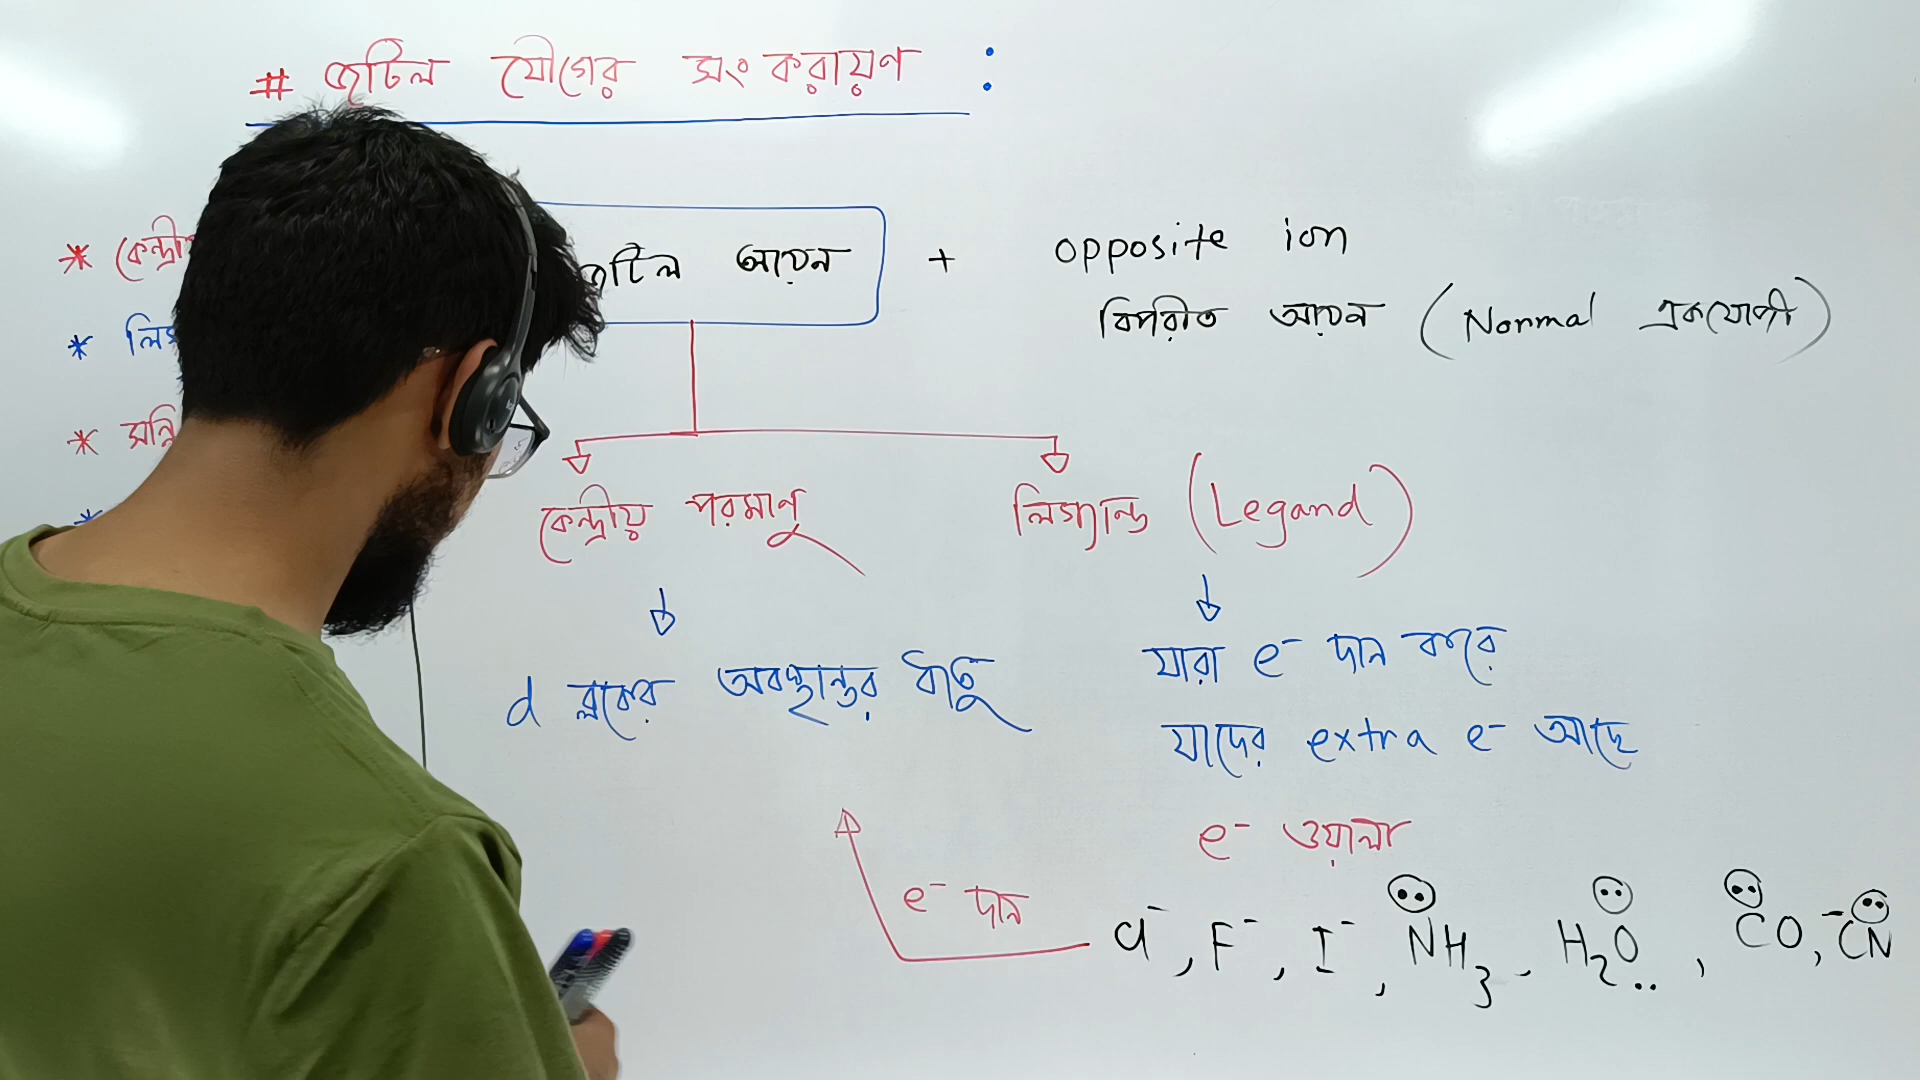 # জটিল যৌগের সংকরায়ণ :
* কেন্দ্রীয়
জটিল আয়ন + opposite ion
* লি
বিপরীত আয়ন (Normal একযোগী)
* সন্নি
*
কেন্দ্রীয় পরমাণু
লিগ্যান্ড (Legand)
d ব্লকের অবস্থান্তর ধাতু
যারা e⁻ দান করে
যাদের extra e⁻ আছে
e⁻ ওয়ালা
e⁻ দান
Cl⁻, F⁻, I⁻, NH₃, H₂O, CO, ⁻CN